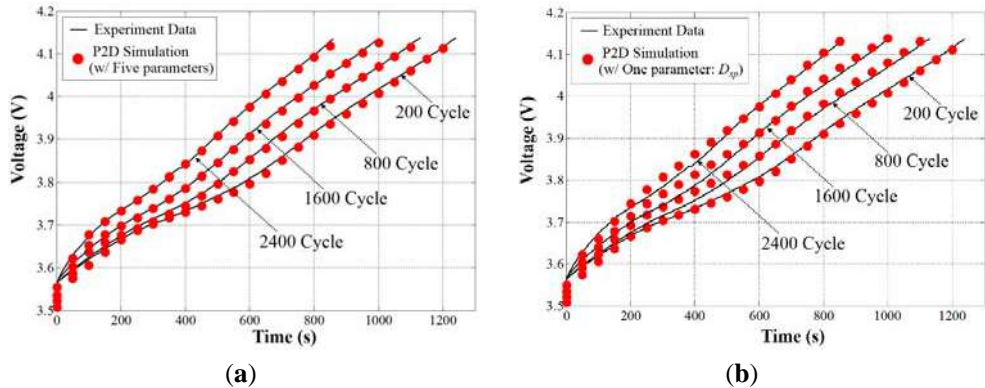 4.2
4.1
4
3.9
3.8
3.7
3.6
3.5
Voltage (V)
Experiment Data
P2D Simulation
(w/ Five parameters)
200 Cycle
800 Cycle
1600 Cycle
2400 Cycle
0 200 400 600 800 1000 1200
Time (s)
(a)
4.2
4.1
4
3.9
3.8
3.7
3.6
3.5
Voltage (V)
Experiment Data
P2D Simulation
(w/ One parameter: Dsp)
200 Cycle
800 Cycle
1600 Cycle
2400 Cycle
0 200 400 600 800 1000 1200
Time (s)
(b)